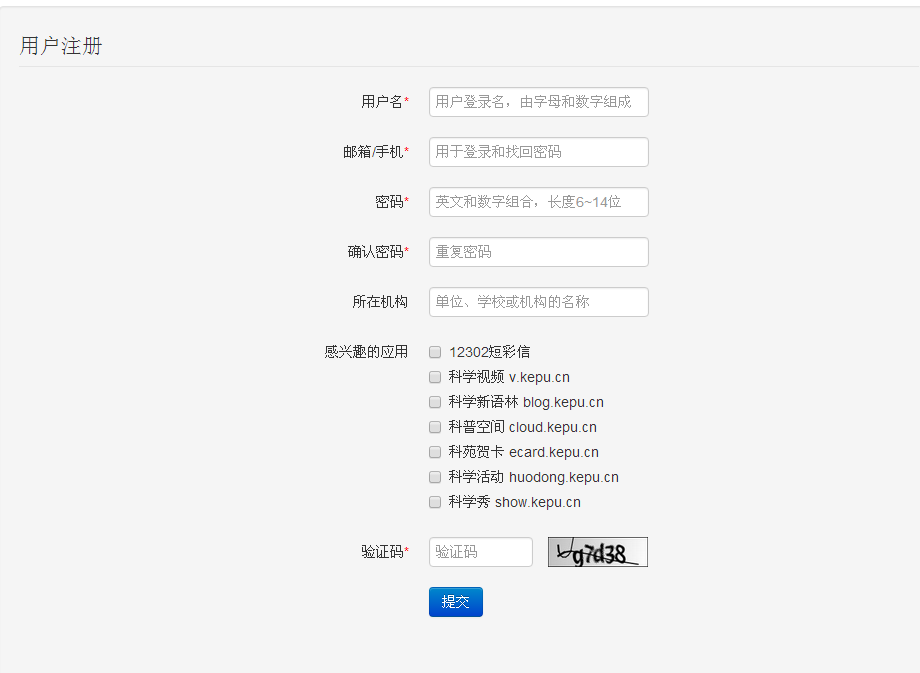 用户注册
用户名* 用户登录名，由字母和数字组成
邮箱/手机* 用于登录和找回密码
密码* 英文和数字组合，长度6~14位
确认密码* 重复密码
所在机构 单位、学校或机构的名称
感兴趣的应用 12302短彩信
科学视频 v.kepu.cn
科学新语林 blog.kepu.cn
科普空间 cloud.kepu.cn
科苑贺卡 ecard.kepu.cn
科学活动 huodong.kepu.cn
科学秀 show.kepu.cn
验证码* 验证码
提交